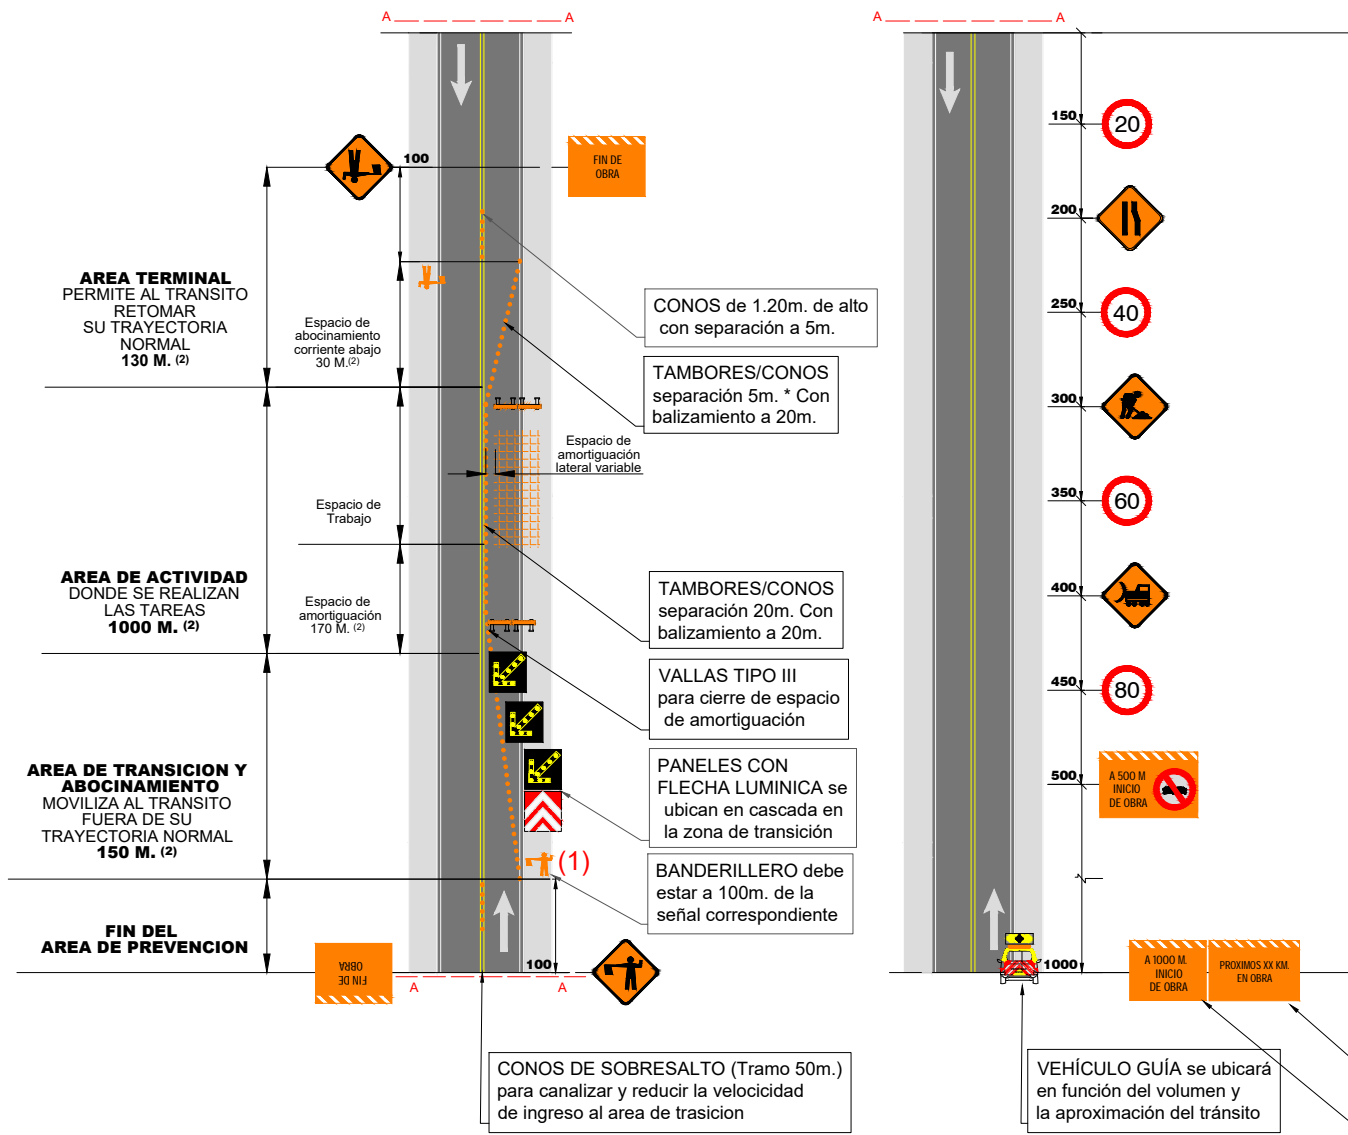 A
A
100
FIN DE
OBRA
AREA TERMINAL
PERMITE AL TRANSITO
RETOMAR
SU TRAYECTORIA
NORMAL
130 M. (2)
Espacio de
abocinamiento
corriente abajo
30 M.(2)
CONOS de 1.20m. de alto
con separación a 5m.
TAMBORES/CONOS
separación 5m. * Con
balizamiento a 20m.
Espacio de
amortiguación
lateral variable
Espacio de
Trabajo
AREA DE ACTIVIDAD
DONDE SE REALIZAN
LAS TAREAS
1000 M. (2)
Espacio de
amortiguación
170 M. (2)
TAMBORES/CONOS
separación 20m. Con
balizamiento a 20m.
VALLAS TIPO III
para cierre de espacio
de amortiguación
AREA DE TRANSICION Y
ABOCINAMIENTO
MOVILIZA AL TRANSITO
FUERA DE SU
TRAYECTORIA NORMAL
150 M. (2)
PANELES CON
FLECHA LUMINICA se
ubican en cascada en
la zona de transición
(1)
BANDERILLERO debe
estar a 100m. de la
señal correspondiente
FIN DEL
AREA DE PREVENCION
FIN DE
OBRA
100
A
A
CONOS DE SOBRESALTO (Tramo 50m.)
para canalizar y reducir la velocicidad
de ingreso al area de trasicion
A
A
150
20
200
250
40
300
350
60
400
450
80
500
A 500 M
INICIO
DE OBRA
1000
A 1000 M.
INICIO
DE OBRA
PROXIMOS XX KM.
EN OBRA
VEHÍCULO GUÍA se ubicará
en función del volumen y
la aproximación del tránsito